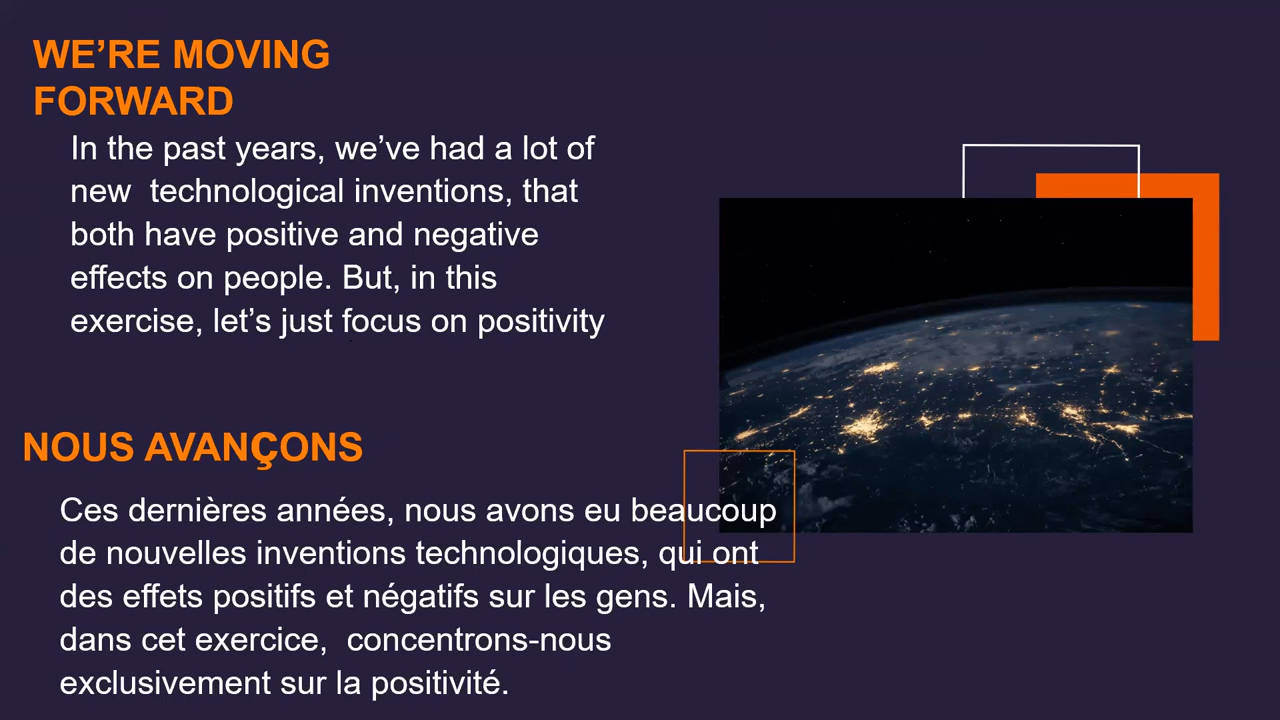 WE’RE MOVING
FORWARD
In the past years, we’ve had a lot of
new  technological inventions, that
both have positive and negative
effects on people. But, in this
exercise, let’s just focus on positivity
NOUS AVANÇONS
Ces dernières années, nous avons eu beaucoup
de nouvelles inventions technologiques, qui ont
des effets positifs et négatifs sur les gens. Mais,
dans cet exercice,  concentrons-nous
exclusivement sur la positivité.